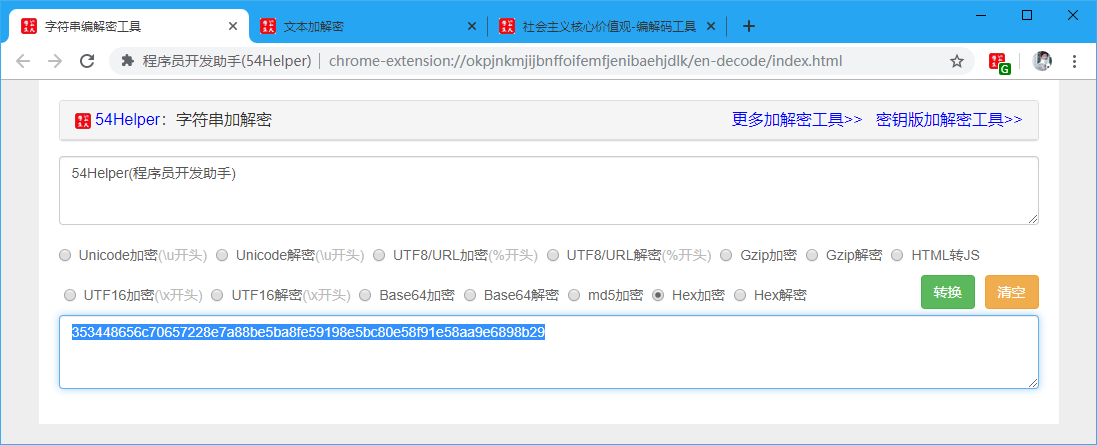 字符串编解密工具
文本加解密
社会主义核心价值观-编解码工具
程序员开发助手(54Helper) | chrome-extension://okpjnkmjijbnffoifemfjenibaehjdlk/en-decode/index.html
54Helper：字符串加解密
更多加解密工具>> 密钥版加解密工具>>
54Helper(程序员开发助手)
Unicode加密(\u开头) Unicode解密(\u开头) UTF8/URL加密(%开头) UTF8/URL解密(%开头) Gzip加密 Gzip解密 HTML转JS
UTF16加密(\x开头) UTF16解密(\x开头) Base64加密 Base64解密 md5加密 Hex加密 Hex解密
转换 清空
353448656c70657228e7a88be5ba8fe59198e5bc80e58f91e58aa9e6898b29